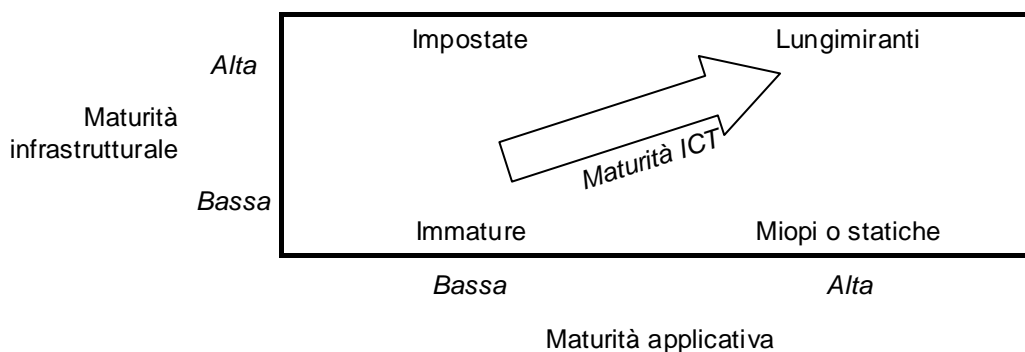 Impostate
Lungimiranti
Alta
Maturità
infrastrutturale
Maturità ICT
Bassa
Immature
Miopi o statiche
Bassa
Alta
Maturità applicativa